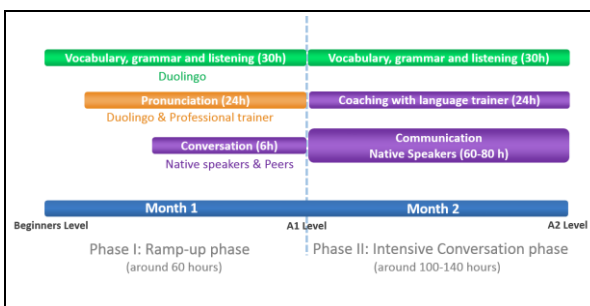 Vocabulary, grammar and listening (30h) Vocabulary, grammar and listening (30h)
Duolingo
Pronunciation (24h) Coaching with language trainer (24h)
Duolingo & Professional trainer
Conversation (6h)
Native speakers & Peers
Communication
Native Speakers (60-80 h)
Month 1 Month 2
Beginners Level A1 Level A2 Level
Phase I: Ramp-up phase Phase II: Intensive Conversation phase
(around 60 hours) (around 100-140 hours)